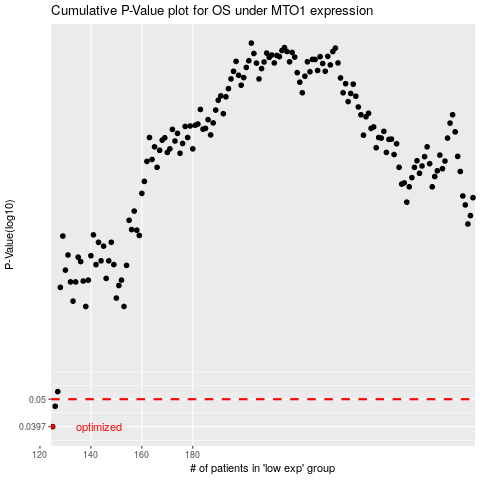 Cumulative P-Value plot for OS under MTO1 expression
P-Value(log10)
0.05
0.0397
optimized
120 140 160 180
# of patients in 'low exp' group